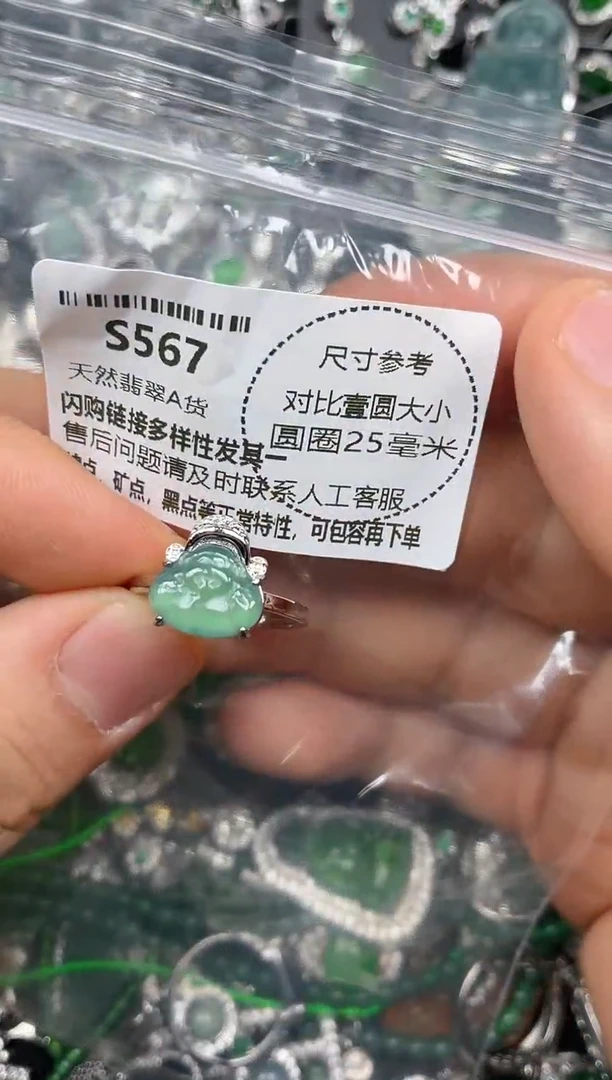 S567
天然翡翠A货
尺寸参考
对比壹圆大小
圆圈25毫米
闪购链接多样性发其一
售后问题请及时联系人工客服
点，矿点，黑点等正常特性，可包容再下单